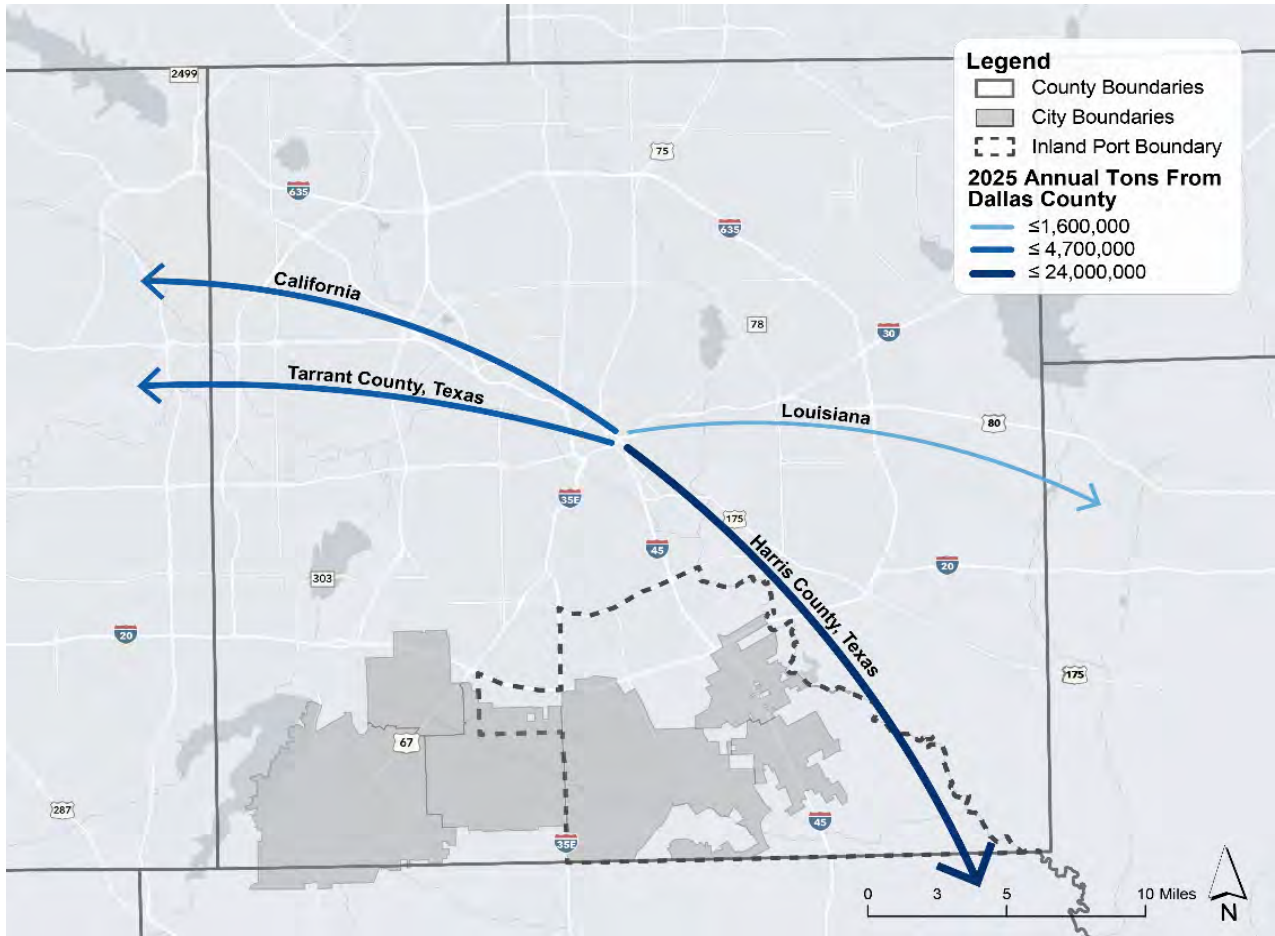 Legend
County Boundaries
City Boundaries
Inland Port Boundary
2025 Annual Tons From
Dallas County
≤1,600,000
≤ 4,700,000
≤ 24,000,000
2499
75
635
635
California
78
30
Tarrant County, Texas
Louisiana
80
35E
175
45
Harris County, Texas
303
20
20
175
67
287
45
35E
0 3 5 10 Miles
N